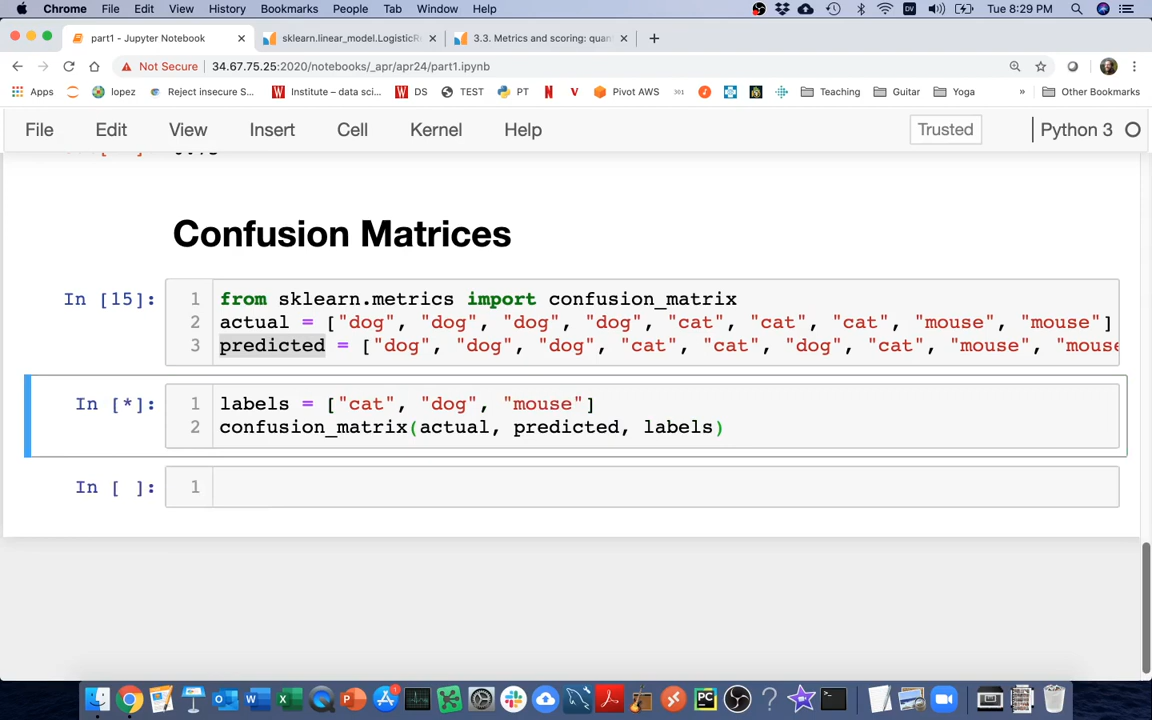 Chrome File Edit View History Bookmarks People Tab Window Help Tue 8:29 PM
part1 - Jupyter Notebook sklearn.linear_model.LogisticR 3.3. Metrics and scoring: quan
Not Secure 34.67.75.25:2020/notebooks/_apr/apr24/part1.ipynb
Apps lopez Reject insecure S... Institute – data sci... DS TEST PT Pivot AWS 301 Teaching Guitar Yoga » Other Bookmarks
File Edit View Insert Cell Kernel Help Trusted Python 3
Confusion Matrices
In [15]: 1 from sklearn.metrics import confusion_matrix
2 actual = ["dog", "dog", "dog", "dog", "cat", "cat", "cat", "mouse", "mouse"]
3 predicted = ["dog", "dog", "dog", "cat", "cat", "dog", "cat", "mouse", "mouse
In [*]: 1 labels = ["cat", "dog", "mouse"]
2 confusion_matrix(actual, predicted, labels)
In [ ]: 1